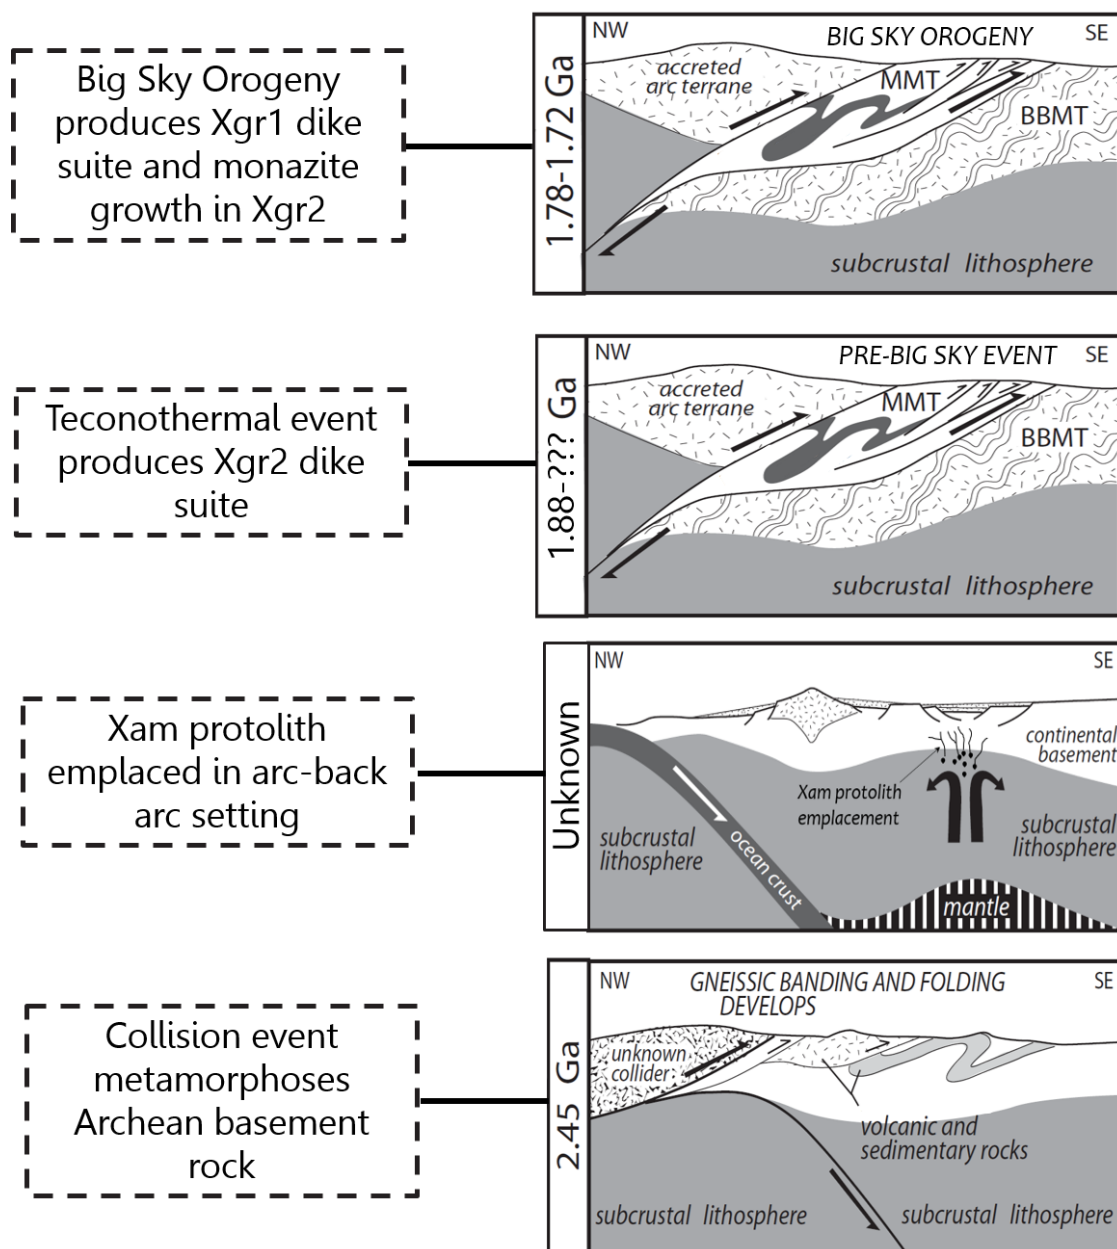 Big Sky Orogeny
produces Xgr1 dike
suite and monazite
growth in Xgr2
1.78-1.72 Ga
NW
BIG SKY OROGENY
SE
accreted
arc terrane
MMT
BBMT
subcrustal lithosphere
Teconothermal event
produces Xgr2 dike
suite
1.88-??? Ga
NW
PRE-BIG SKY EVENT
SE
accreted
arc terrane
MMT
BBMT
subcrustal lithosphere
Xam protolith
emplaced in arc-back
arc setting
Unknown
NW
SE
continental
basement
Xam protolith
emplacement
subcrustal
lithosphere
ocean crust
subcrustal
lithosphere
mantle
Collision event
metamorphoses
Archean basement
rock
2.45 Ga
NW
GNEISSIC BANDING AND FOLDING
DEVELOPS
SE
unknown
collider
volcanic and
sedimentary rocks
subcrustal lithosphere
subcrustal lithosphere